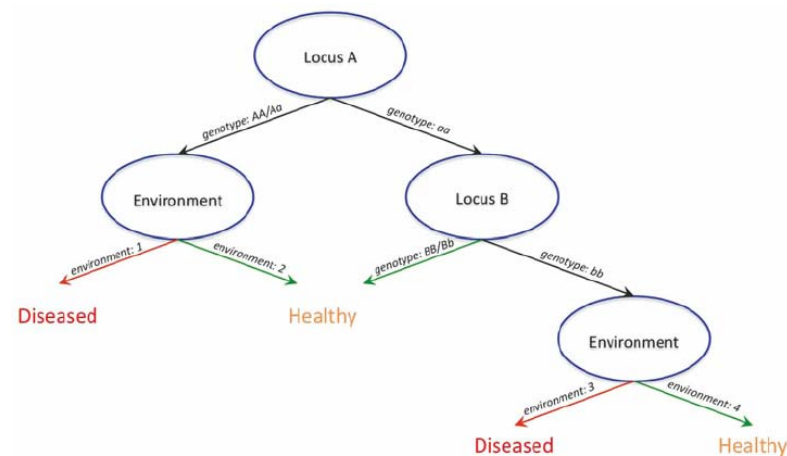 Locus A
genotype: AA/Aa
genotype: aa
Environment
Locus B
environment: 1
environment: 2
genotype: BB/Bb
genotype: bb
Diseased
Healthy
Environment
environment: 3
environment: 4
Diseased
Healthy